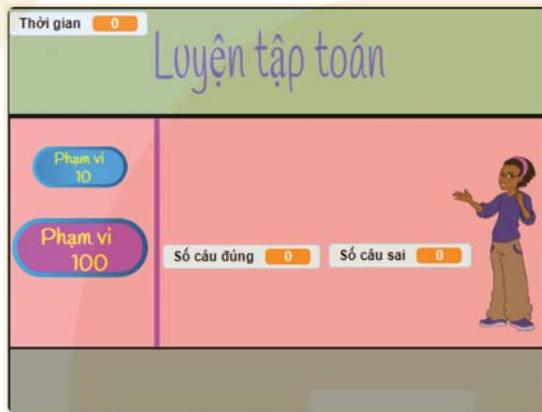 Thời gian 0
Luyện tập toán
Phạm vi
10
Phạm vi
100
Số câu đúng 0
Số câu sai 0